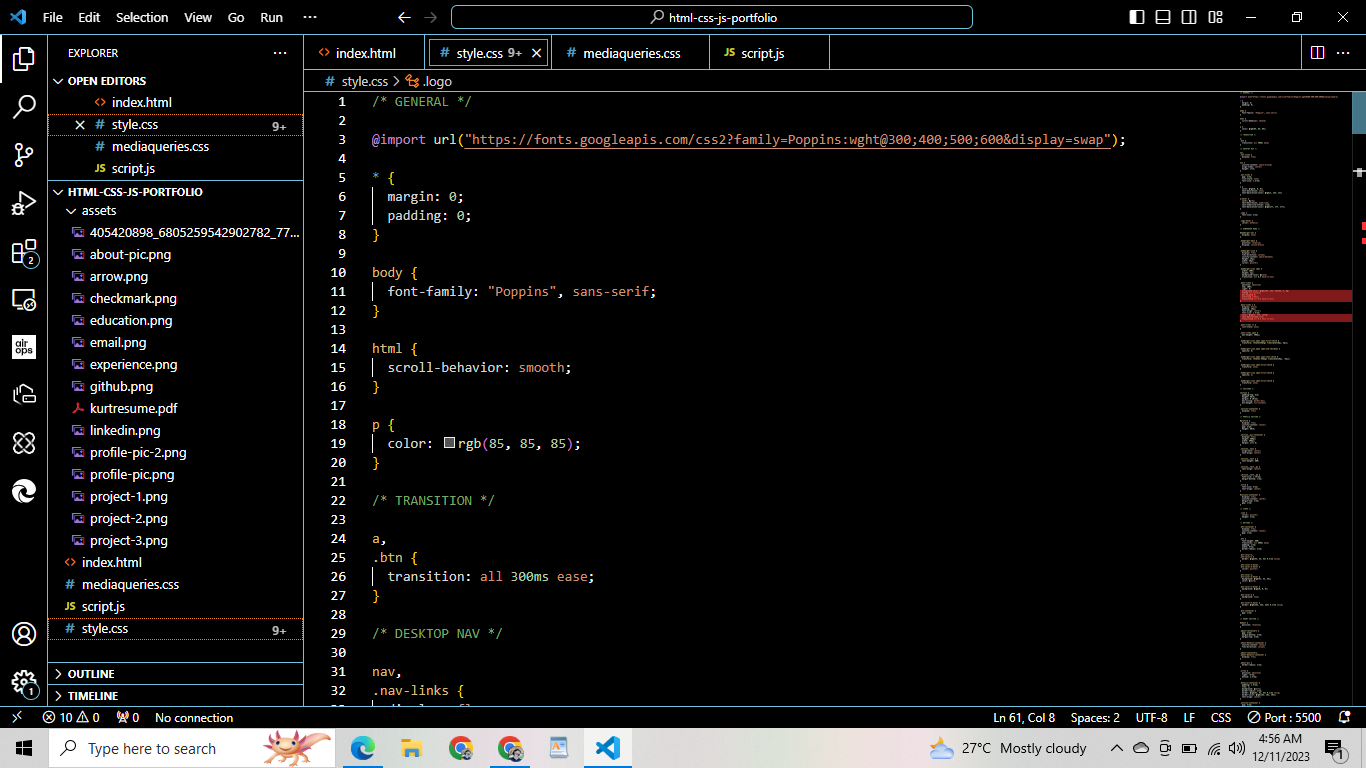 File Edit Selection View Go Run ···
html-css-js-portfolio
EXPLORER ···
OPEN EDITORS
index.html
style.css 9+
mediaqueries.css
script.js
HTML-CSS-JS-PORTFOLIO
assets
405420898_6805259542902782_77...
about-pic.png
arrow.png
checkmark.png
education.png
email.png
experience.png
github.png
kurtresume.pdf
linkedin.png
profile-pic-2.png
profile-pic.png
project-1.png
project-2.png
project-3.png
index.html
mediaqueries.css
JS script.js
style.css 9+
OUTLINE
TIMELINE
2
air
ops
1
index.html
# style.css 9+
# mediaqueries.css
JS script.js
# style.css > .logo
1 /* GENERAL */
2
3 @import url("https://fonts.googleapis.com/css2?family=Poppins:wght@300;400;500;600&display=swap");
4
5 * {
6 margin: 0;
7 padding: 0;
8 }
9
10 body {
11 font-family: "Poppins", sans-serif;
12 }
13
14 html {
15 scroll-behavior: smooth;
16 }
17
18 p {
19 color: rgb(85, 85, 85);
20 }
21
22 /* TRANSITION */
23
24 a,
25 .btn {
26 transition: all 300ms ease;
27 }
28
29 /* DESKTOP NAV */
30
31 nav,
32 .nav-links {
10 0 0 No connection
Ln 61, Col 8 Spaces: 2 UTF-8 LF CSS Port : 5500
Type here to search
27°C Mostly cloudy
4:56 AM
12/11/2023
1